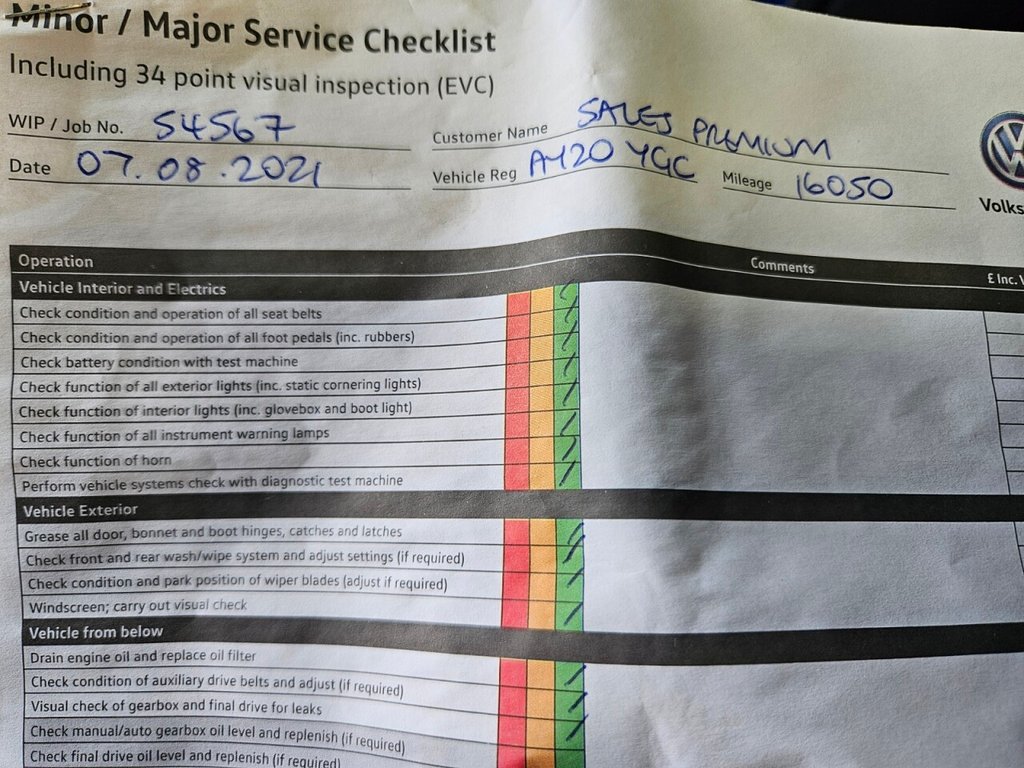 Minor / Major Service Checklist
Including 34 point visual inspection (EVC)
WIP / Job No. 54567 Customer Name SALES PREMIUM
Date 07.08.2021 Vehicle Reg AY20 YGC Mileage 16050
Volks
Operation Comments £ Inc. V
Vehicle Interior and Electrics
Check condition and operation of all seat belts
Check condition and operation of all foot pedals (inc. rubbers)
Check battery condition with test machine
Check function of all exterior lights (inc. static cornering lights)
Check function of interior lights (inc. glovebox and boot light)
Check function of all instrument warning lamps
Check function of horn
Perform vehicle systems check with diagnostic test machine
Vehicle Exterior
Grease all door, bonnet and boot hinges, catches and latches
Check front and rear wash/wipe system and adjust settings (if required)
Check condition and park position of wiper blades (adjust if required)
Windscreen; carry out visual check
Vehicle from below
Drain engine oil and replace oil filter
Check condition of auxiliary drive belts and adjust (if required)
Visual check of gearbox and final drive for leaks
Check manual/auto gearbox oil level and replenish (if required)
Check final drive oil level and replenish (if required)